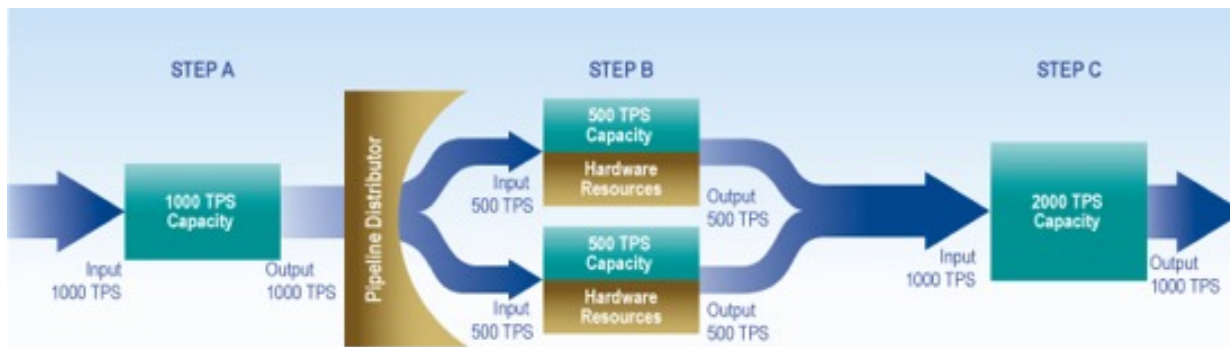 STEP A
STEP B
STEP C
1000 TPS
Capacity
Input
1000 TPS
Output
1000 TPS
Pipeline Distributor
Input
500 TPS
500 TPS
Capacity
Hardware
Resources
Output
500 TPS
Input
500 TPS
500 TPS
Capacity
Hardware
Resources
Output
500 TPS
Input
1000 TPS
2000 TPS
Capacity
Output
1000 TPS